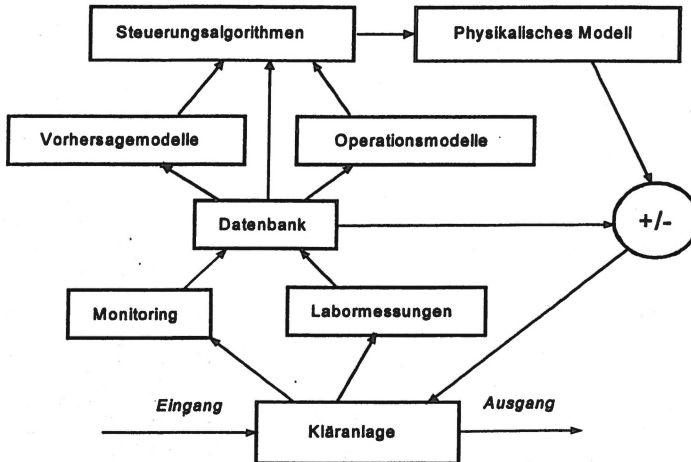 Steuerungsalgorithmen
Physikalisches Modell
Vorhersagemodelle
Operationsmodelle
Datenbank
+/-
Monitoring
Labormessungen
Eingang
Ausgang
Kläranlage